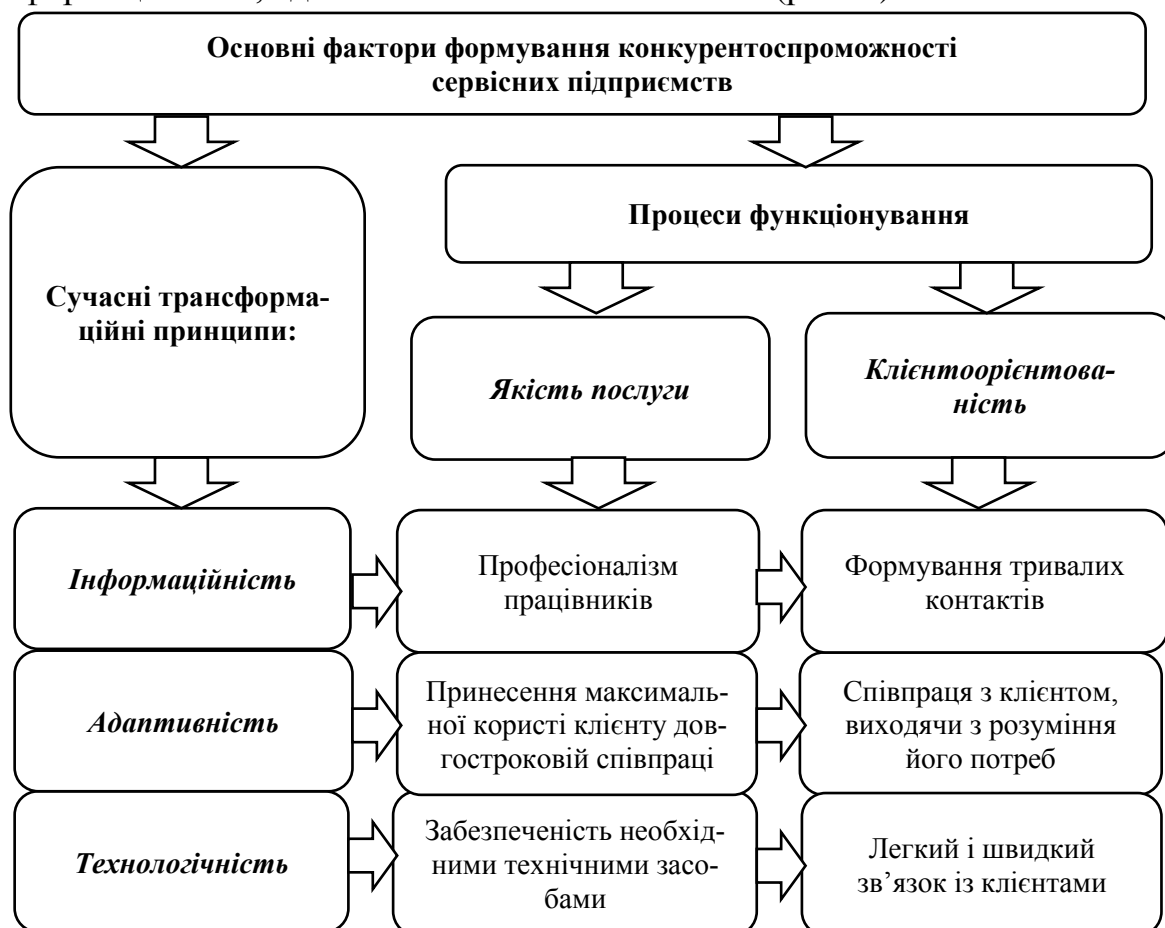 Основні фактори формування конкурентоспроможності
сервісних підприємств
Процеси функціонування
Сучасні трансформа-
ційні принципи:
Якість послуги
Клієнтоорієнтова-
ність
Інформаційність
Професіоналізм
працівників
Формування тривалих
контактів
Адаптивність
Принесення максималь-
ної користі клієнту дов-
гостроковій співпраці
Співпраця з клієнтом,
виходячи з розуміння
його потреб
Технологічність
Забезпеченість необхід-
ними технічними засо-
бами
Легкий і швидкий
зв’язок із клієнтами